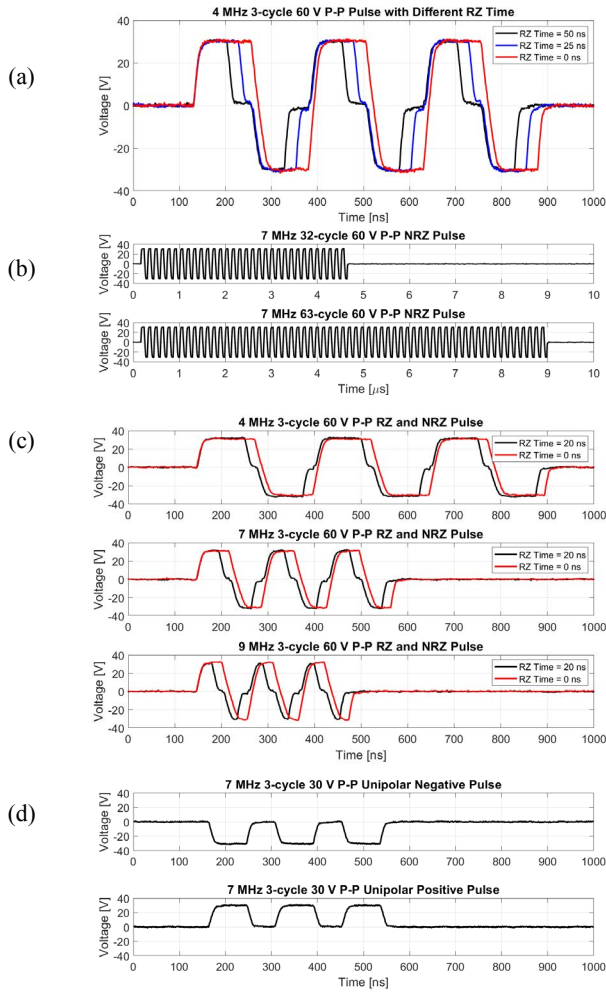 (a)
4 MHz 3-cycle 60 V P-P Pulse with Different RZ Time
Voltage [V]
40
20
0
-20
-40
RZ Time = 50 ns
RZ Time = 25 ns
RZ Time = 0 ns
0 100 200 300 400 500 600 700 800 900 1000
Time [ns]
(b)
7 MHz 32-cycle 60 V P-P NRZ Pulse
Voltage [V]
40
20
0
-20
-40
0 1 2 3 4 5 6 7 8 9 10
7 MHz 63-cycle 60 V P-P NRZ Pulse
Voltage [V]
40
20
0
-20
-40
0 1 2 3 4 5 6 7 8 9 10
Time [μs]
(c)
4 MHz 3-cycle 60 V P-P RZ and NRZ Pulse
Voltage [V]
40
20
0
-20
-40
RZ Time = 20 ns
RZ Time = 0 ns
0 100 200 300 400 500 600 700 800 900 1000
7 MHz 3-cycle 60 V P-P RZ and NRZ Pulse
Voltage [V]
40
20
0
-20
-40
RZ Time = 20 ns
RZ Time = 0 ns
0 100 200 300 400 500 600 700 800 900 1000
9 MHz 3-cycle 60 V P-P RZ and NRZ Pulse
Voltage [V]
40
20
0
-20
-40
RZ Time = 20 ns
RZ Time = 0 ns
0 100 200 300 400 500 600 700 800 900 1000
Time [ns]
(d)
7 MHz 3-cycle 30 V P-P Unipolar Negative Pulse
Voltage [V]
40
20
0
-20
-40
0 100 200 300 400 500 600 700 800 900 1000
7 MHz 3-cycle 30 V P-P Unipolar Positive Pulse
Voltage [V]
40
20
0
-20
-40
0 100 200 300 400 500 600 700 800 900 1000
Time [ns]